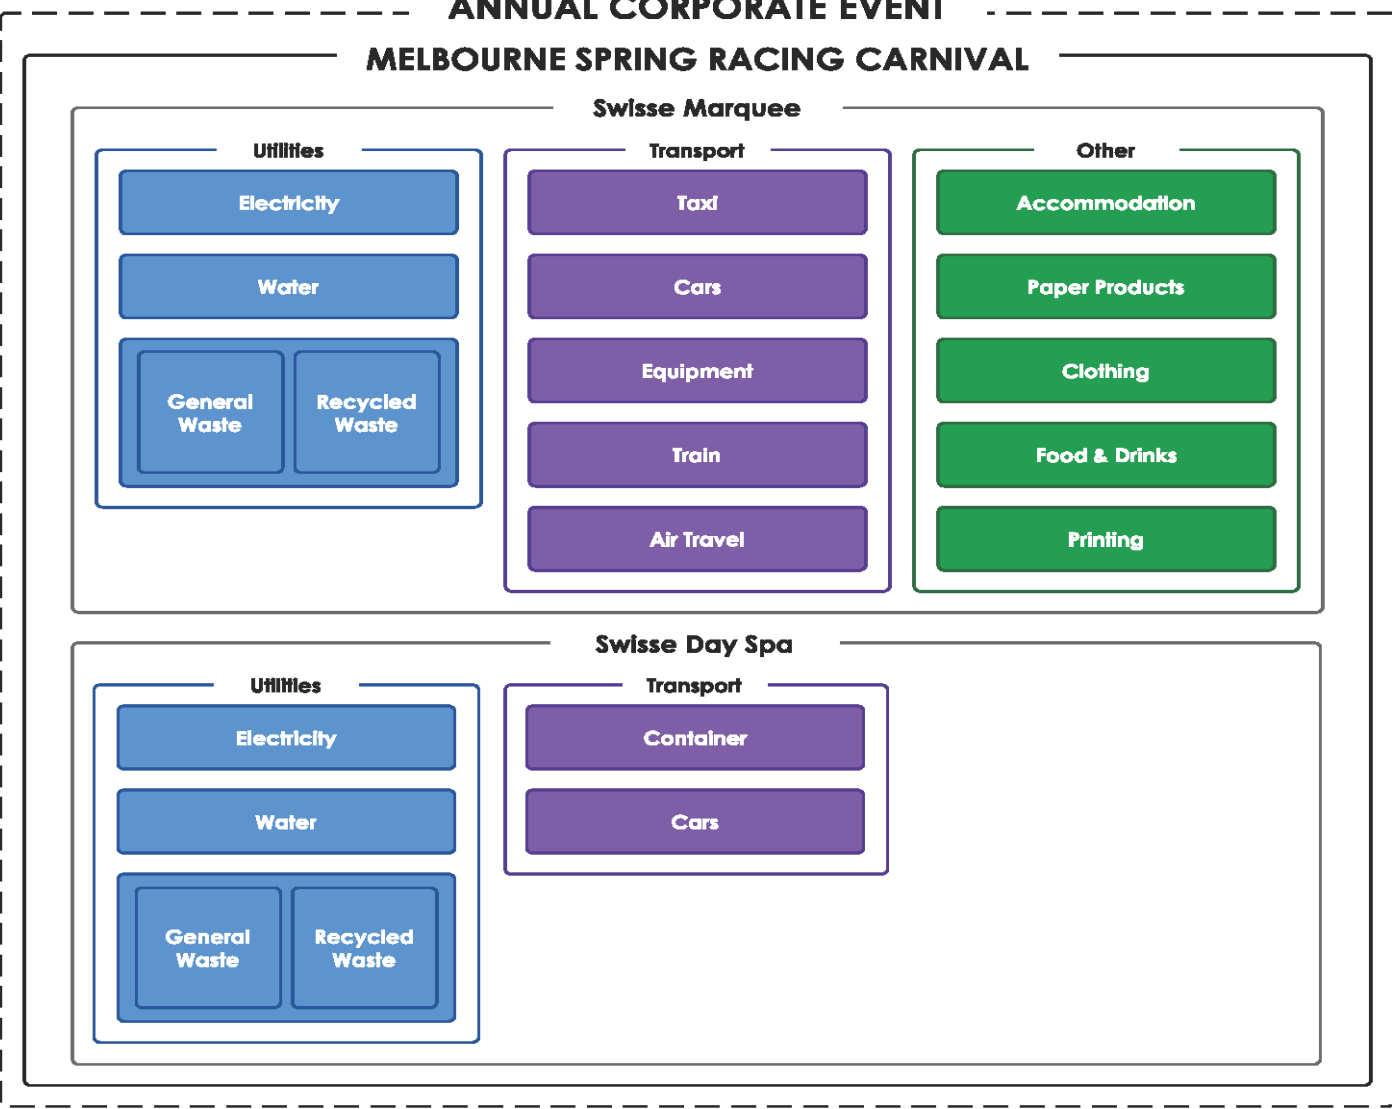 ANNUAL CORPORATE EVENT
MELBOURNE SPRING RACING CARNIVAL
Swisse Marquee
Utilities
Electricity
Water
General
Waste
Recycled
Waste
Transport
Taxi
Cars
Equipment
Train
Air Travel
Other
Accommodation
Paper Products
Clothing
Food & Drinks
Printing
Swisse Day Spa
Utilities
Electricity
Water
General
Waste
Recycled
Waste
Transport
Container
Cars